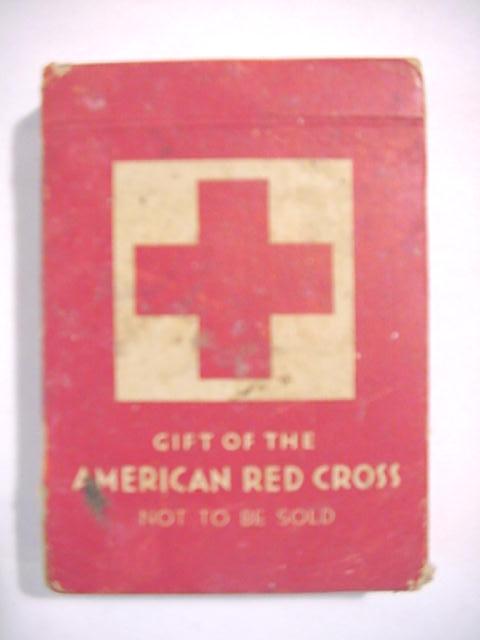 GIFT OF THE
AMERICAN RED CROSS
NOT TO BE SOLD